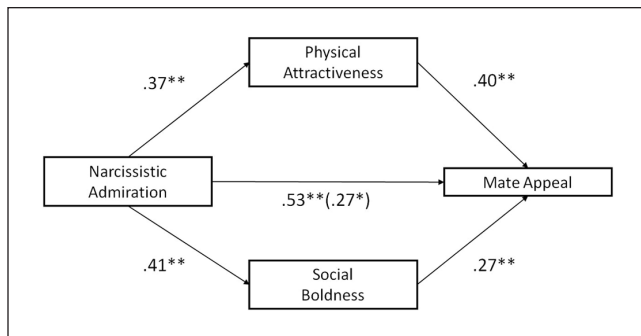 Physical
Attractiveness
.37**
.40**
Narcissistic
Admiration
Mate Appeal
.53**(.27*)
.41**
.27**
Social
Boldness